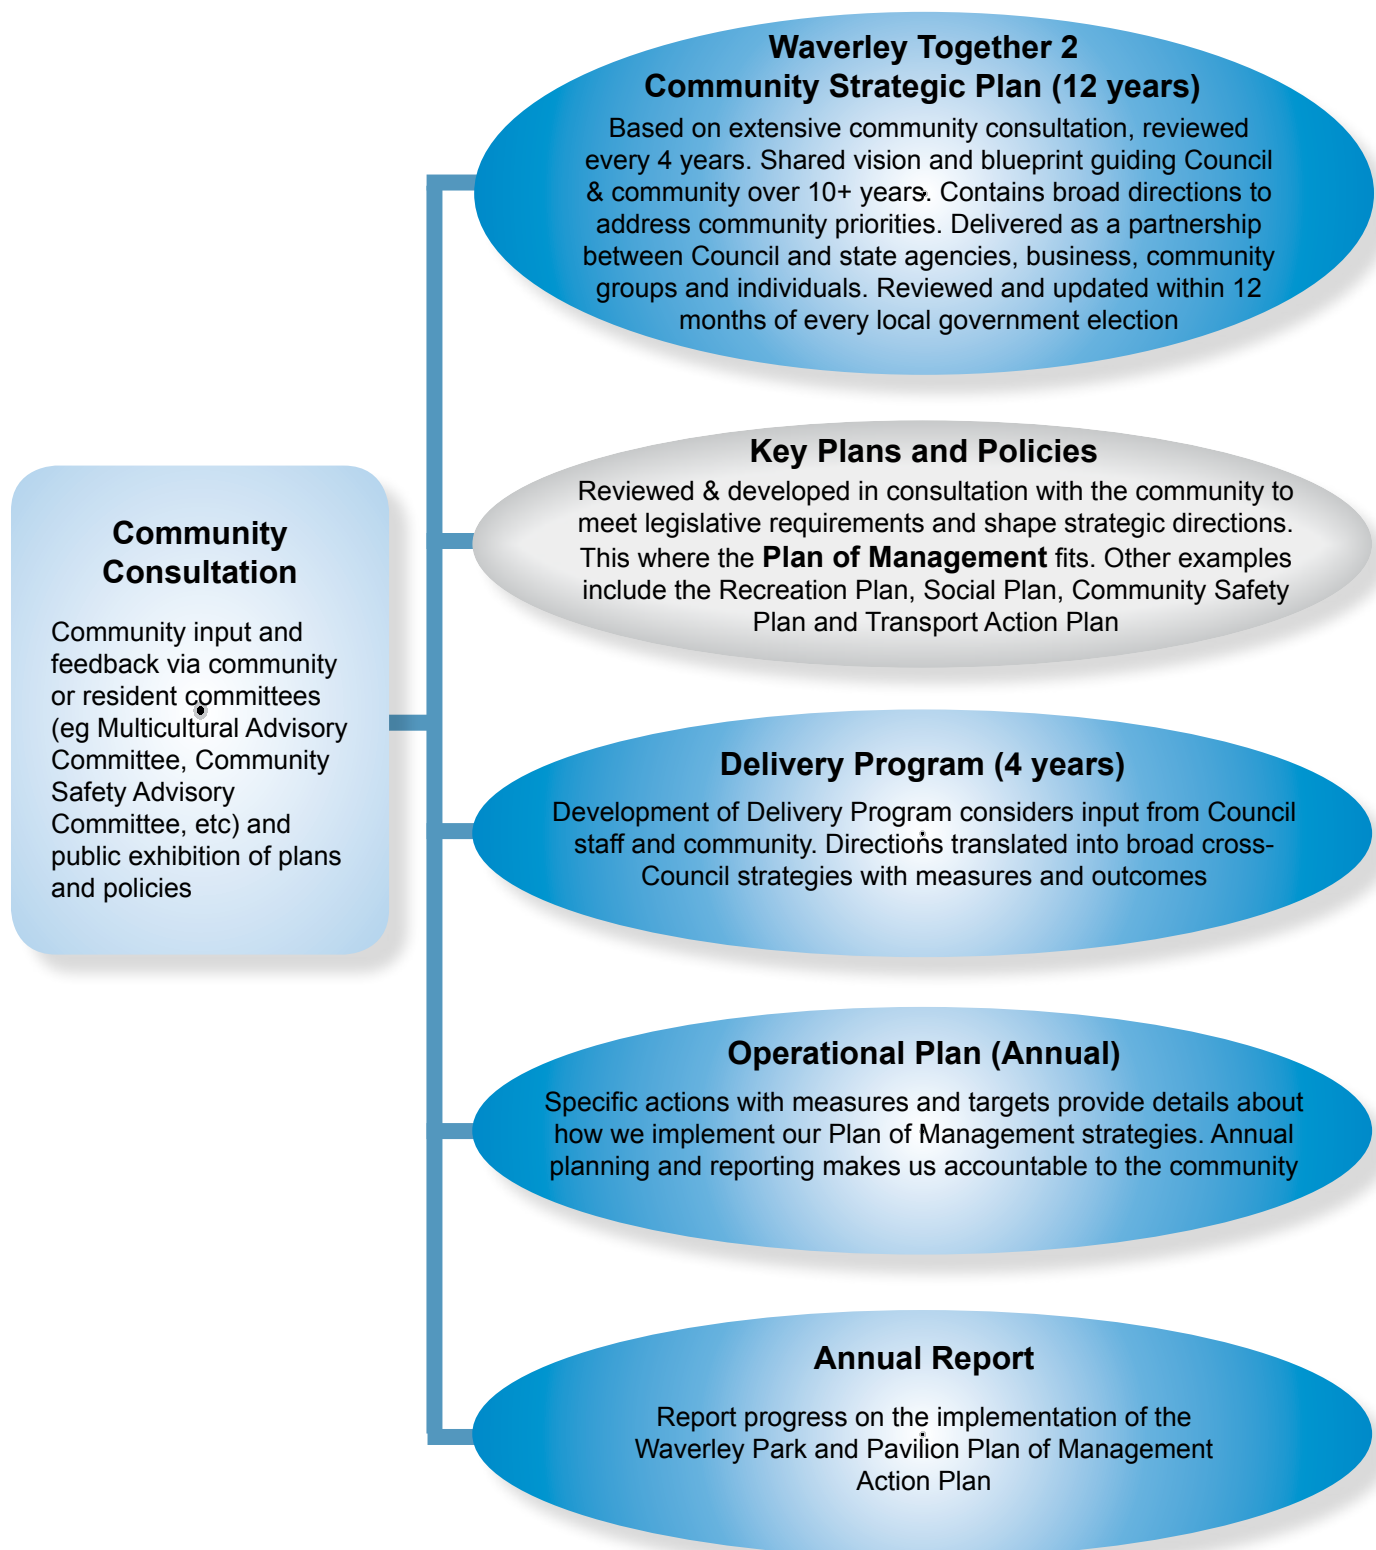 Waverley Together 2
Community Strategic Plan (12 years)
Based on extensive community consultation, reviewed
every 4 years. Shared vision and blueprint guiding Council
& community over 10+ years. Contains broad directions to
address community priorities. Delivered as a partnership
between Council and state agencies, business, community
groups and individuals. Reviewed and updated within 12
months of every local government election
Key Plans and Policies
Reviewed & developed in consultation with the community to
meet legislative requirements and shape strategic directions.
This where the Plan of Management fits. Other examples
include the Recreation Plan, Social Plan, Community Safety
Plan and Transport Action Plan
Community
Consultation
Community input and
feedback via community
or resident committees
(eg Multicultural Advisory
Committee, Community
Safety Advisory
Committee, etc) and
public exhibition of plans
and policies
Delivery Program (4 years)
Development of Delivery Program considers input from Council
staff and community. Directions translated into broad cross-
Council strategies with measures and outcomes
Operational Plan (Annual)
Specific actions with measures and targets provide details about
how we implement our Plan of Management strategies. Annual
planning and reporting makes us accountable to the community
Annual Report
Report progress on the implementation of the
Waverley Park and Pavilion Plan of Management
Action Plan